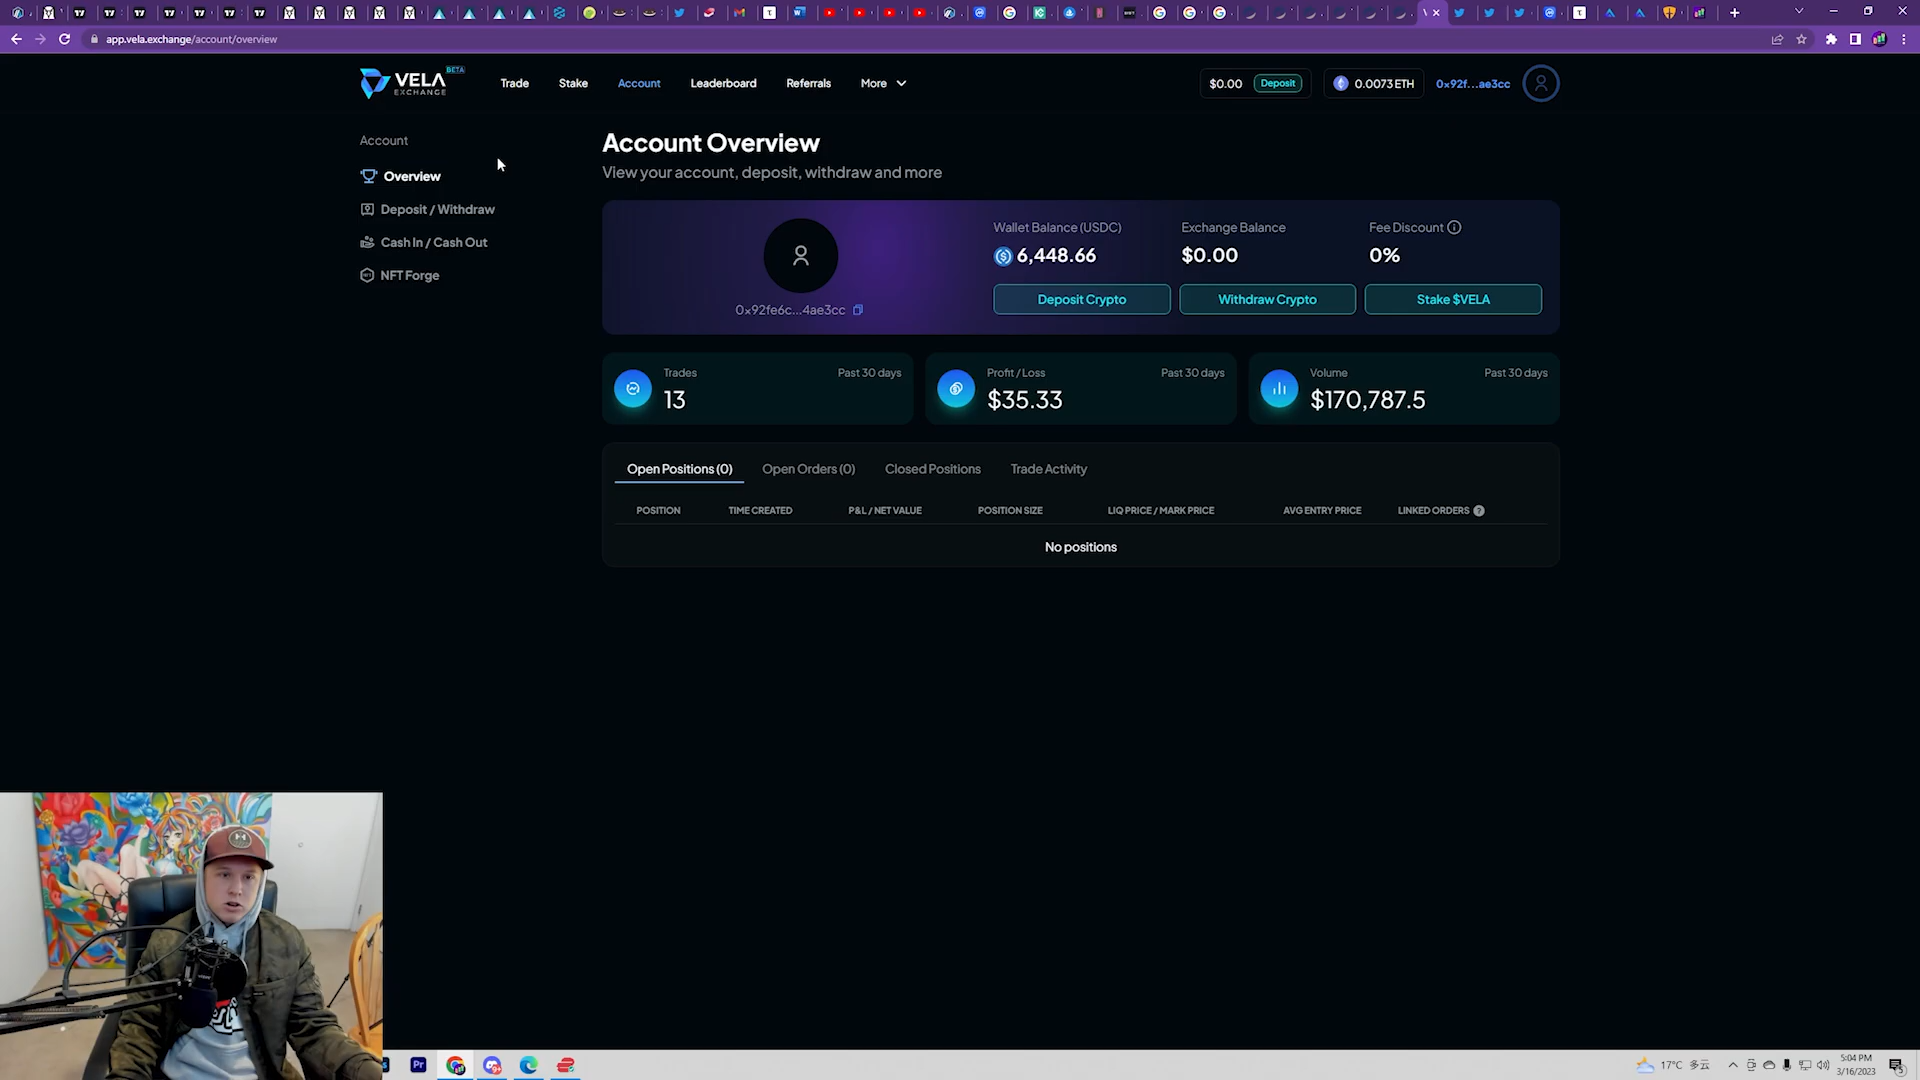 app.vela.exchange/account/overview
VELA
EXCHANGE
BETA
Trade
Stake
Account
Leaderboard
Referrals
More
$0.00
Deposit
0.0073 ETH
0x92f...ae3cc
Account
Overview
Deposit / Withdraw
Cash In / Cash Out
NFT Forge
Account Overview
View your account, deposit, withdraw and more
0x92fe6c...4ae3cc
Wallet Balance (USDC)
6,448.66
Deposit Crypto
Exchange Balance
$0.00
Withdraw Crypto
Fee Discount
0%
Stake $VELA
Trades
Past 30 days
13
Profit / Loss
Past 30 days
$35.33
Volume
Past 30 days
$170,787.5
Open Positions (0)
Open Orders (0)
Closed Positions
Trade Activity
POSITION
TIME CREATED
P&L / NET VALUE
POSITION SIZE
LIQ PRICE / MARK PRICE
AVG ENTRY PRICE
LINKED ORDERS
No positions
Pr
17°C 多云
5:04 PM
3/16/2023